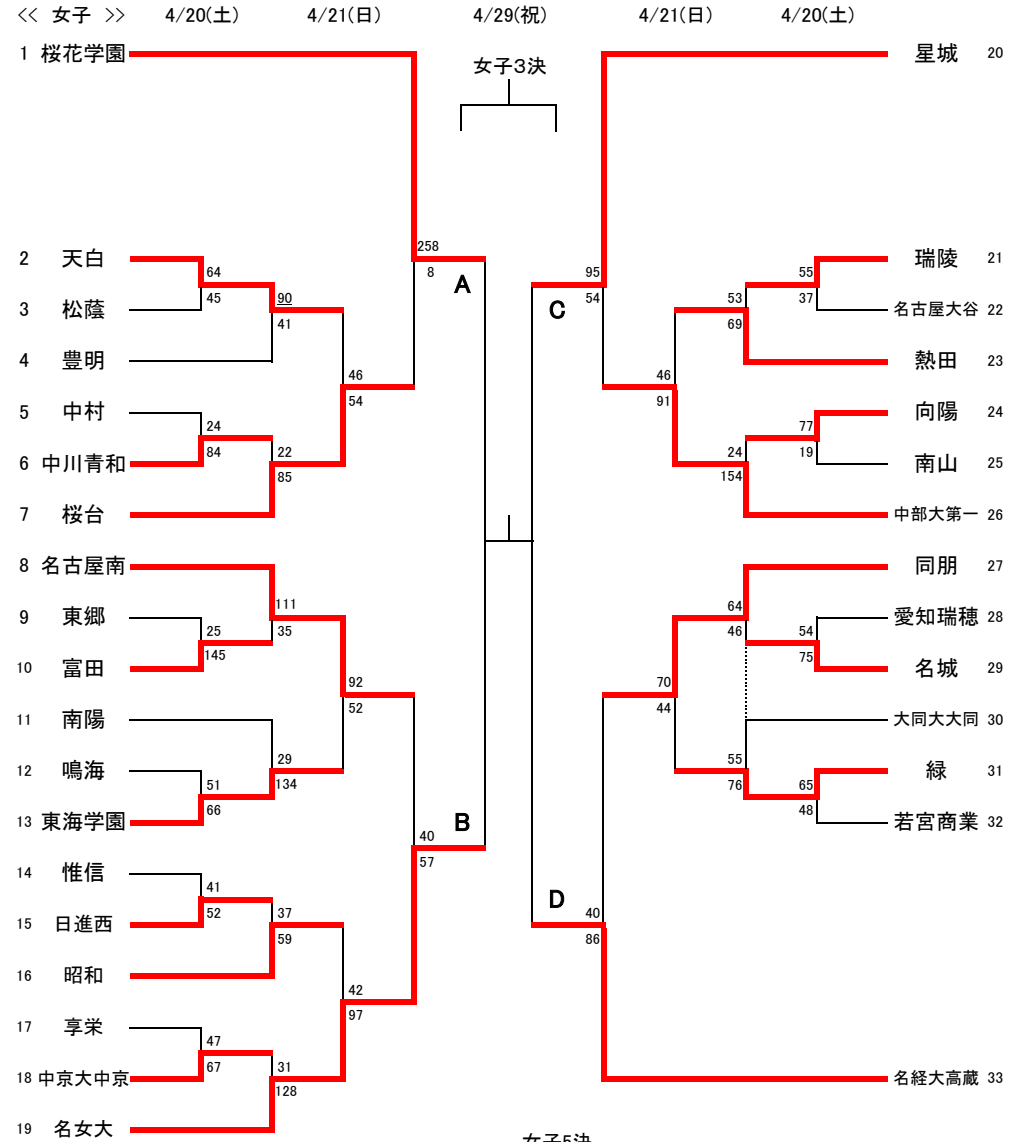 << 女子 >> 4/20(土) 4/21(日) 4/29(祝) 4/21(日) 4/20(土)
1 桜花学園 星城 20
女子3決
258
2 天白 瑞陵 21
64 8 A 95 55
3 松蔭 45 90 C 54 53 37 名古屋大谷 22
41 69
4 豊明 熱田 23
46 46
5 中村 54 91 向陽 24
24 77
6 中川青和 84 22 24 19 南山 25
85 154
7 桜台 中部大第一 26
8 名古屋南 同朋 27
111 64
9 東郷 25 35 46 54 愛知瑞穂 28
10 富田 145 75 名城 29
92 70
52 44
11 南陽 大同大大同 30
29 55
12 鳴海 51 134 76 65 緑 31
13 東海学園 66 B 48 若宮商業 32
40
57
14 惟信
41 D
15 日進西 52 37 40
59 86
16 昭和
42
17 享栄 97
47
18 中京大中京 67 31 名経大高蔵 33
128
19 名女大
女子5決